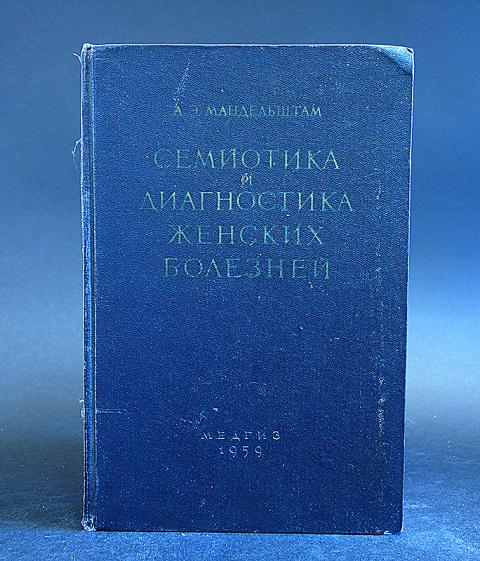 А. Э. МАНДЕЛЬШТАМ
СЕМИОТИКА
И
ДИАГНОСТИКА
ЖЕНСКИХ
БОЛЕЗНЕЙ
МЕДГИЗ
1959